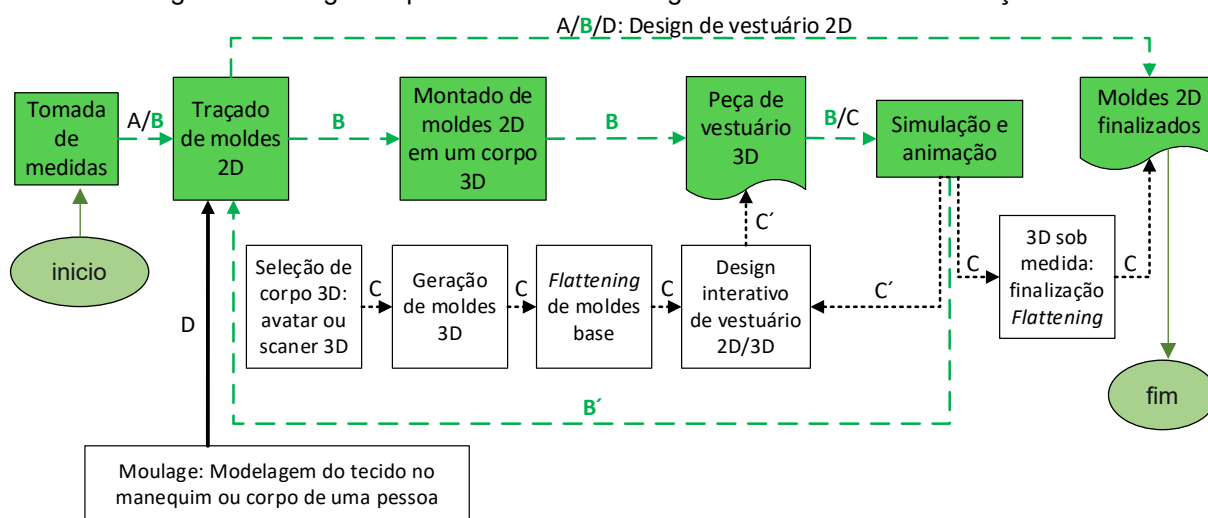 A/B/D: Design de vestuário 2D
Tomada
de
medidas
A/B
Traçado
de moldes
2D
B
Montado de
moldes 2D
em um corpo
3D
B
Peça de
vestuário
3D
B/C
Simulação e
animação
Moldes 2D
finalizados
inicio
D
Seleção de
corpo 3D:
avatar ou
scaner 3D
C
Geração
de moldes
3D
C
Flattening
de moldes
base
C
Design
interativo
de vestuário
2D/3D
C´
C´
C
3D sob
medida:
finalização
Flattening
C
fim
B´
Moulage: Modelagem do tecido no
manequim ou corpo de uma pessoa